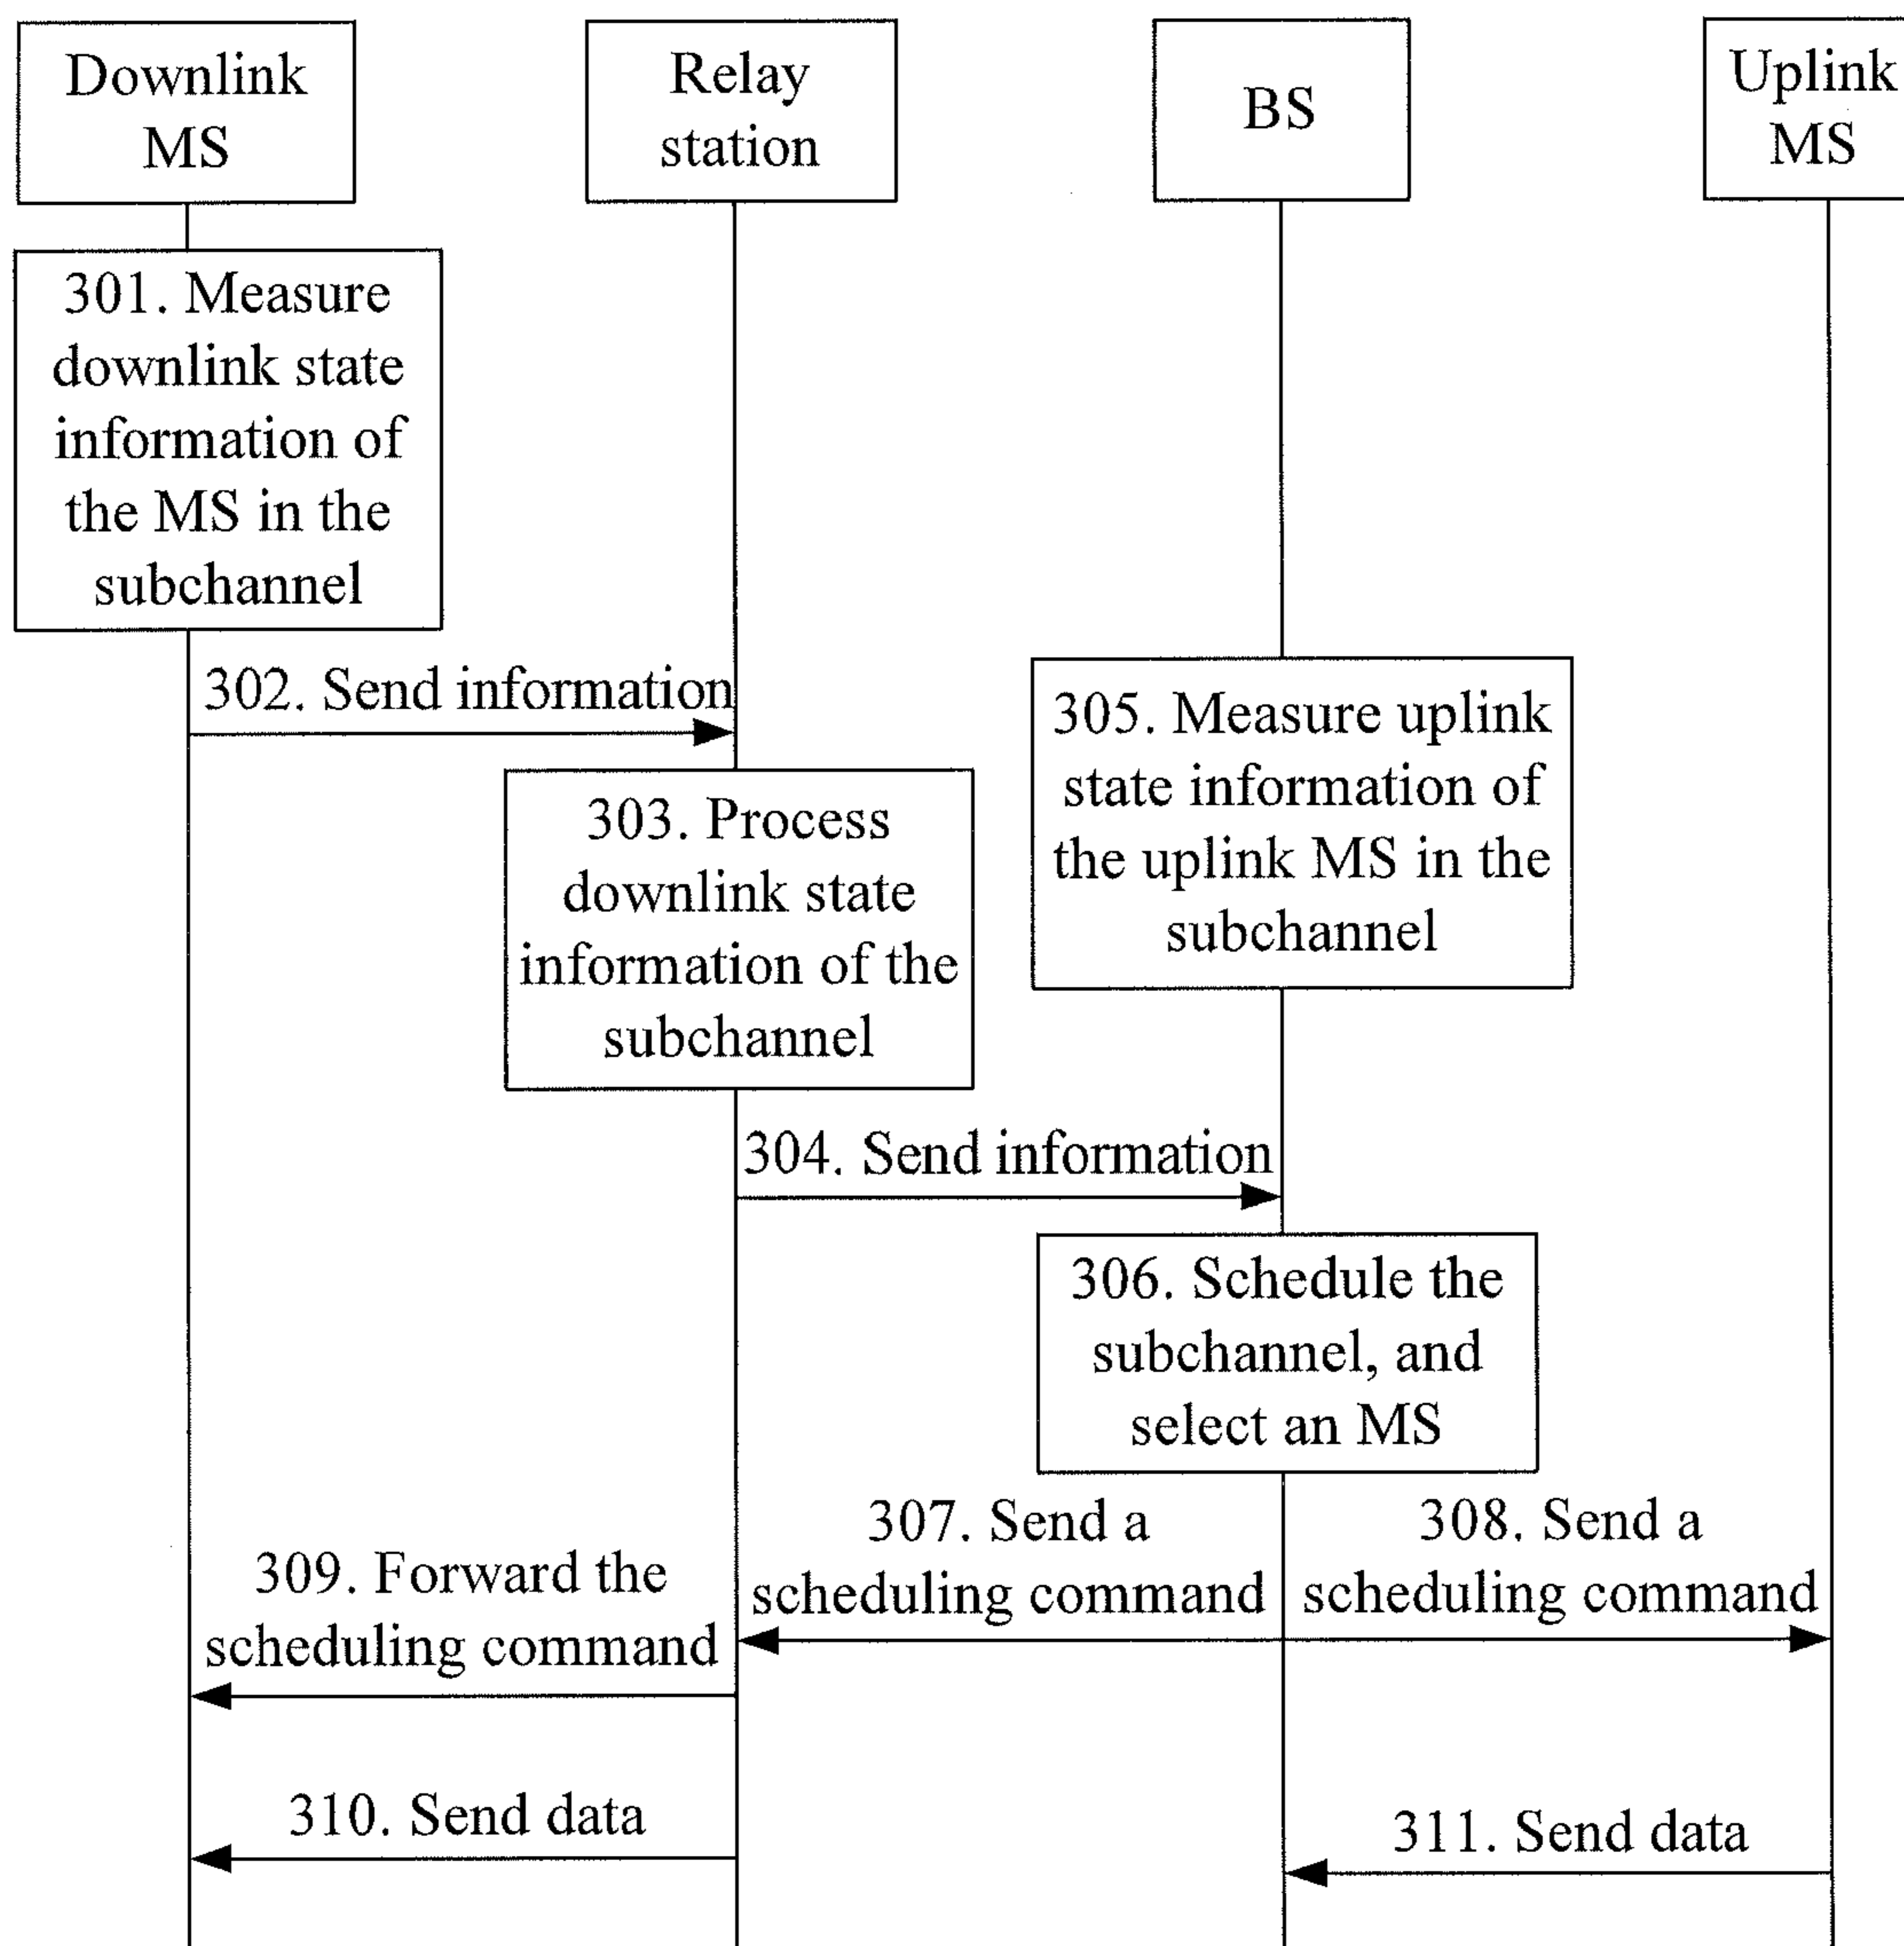 Downlink
MS
Relay
station
BS
Uplink
MS
301. Measure
downlink state
information of
the MS in the
subchannel
302. Send information
305. Measure uplink
state information of
the uplink MS in the
subchannel
303. Process
downlink state
information of the
subchannel
304. Send information
306. Schedule the
subchannel, and
select an MS
307. Send a
scheduling command
308. Send a
scheduling command
309. Forward the
scheduling command
310. Send data
311. Send data